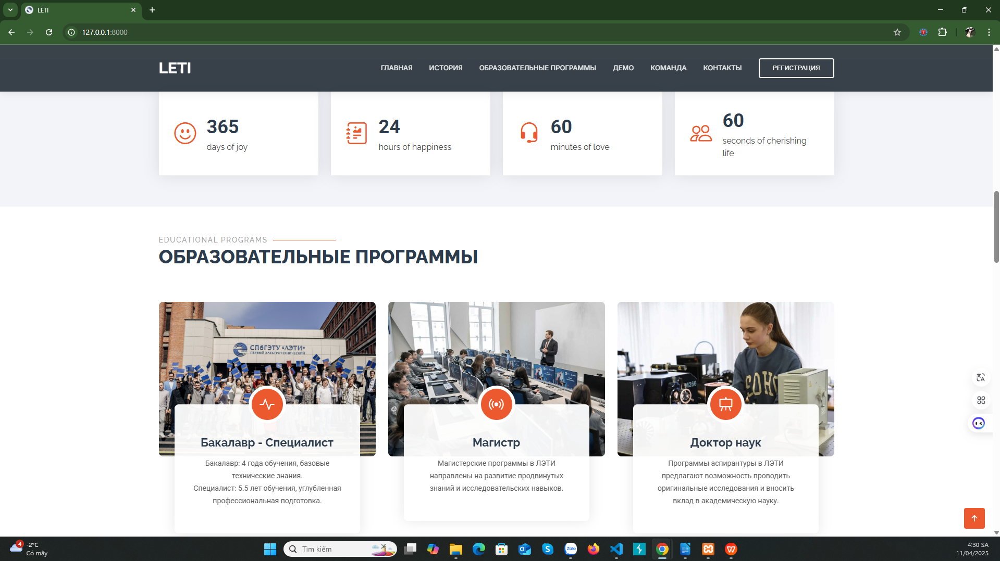 LETI
127.0.0.1:8000
LETI
ГЛАВНАЯ
ИСТОРИЯ
ОБРАЗОВАТЕЛЬНЫЕ ПРОГРАММЫ
ДЕМО
КОМАНДА
КОНТАКТЫ
РЕГИСТРАЦИЯ
365
days of joy
24
hours of happiness
60
minutes of love
60
seconds of cherishing
life
EDUCATIONAL PROGRAMS
ОБРАЗОВАТЕЛЬНЫЕ ПРОГРАММЫ
СПБГЭТУ «ЛЭТИ»
ПЕРВЫЙ ЭЛЕКТРОТЕХНИЧЕСКИЙ
M266
Бакалавр - Специалист
Бакалавр: 4 года обучения, базовые
технические знания.
Специалист: 5.5 лет обучения, углубленная
профессиональная подготовка.
Магистр
Магистерские программы в ЛЭТИ
направлены на развитие продвинутых
знаний и исследовательских навыков.
Доктор наук
Программы аспирантуры в ЛЭТИ
предлагают возможность проводить
оригинальные исследования и вносить
вклад в академическую науку.
4
-2°C
Có mây
Tìm kiếm
Zalo
4:30 SA
11/04/2025